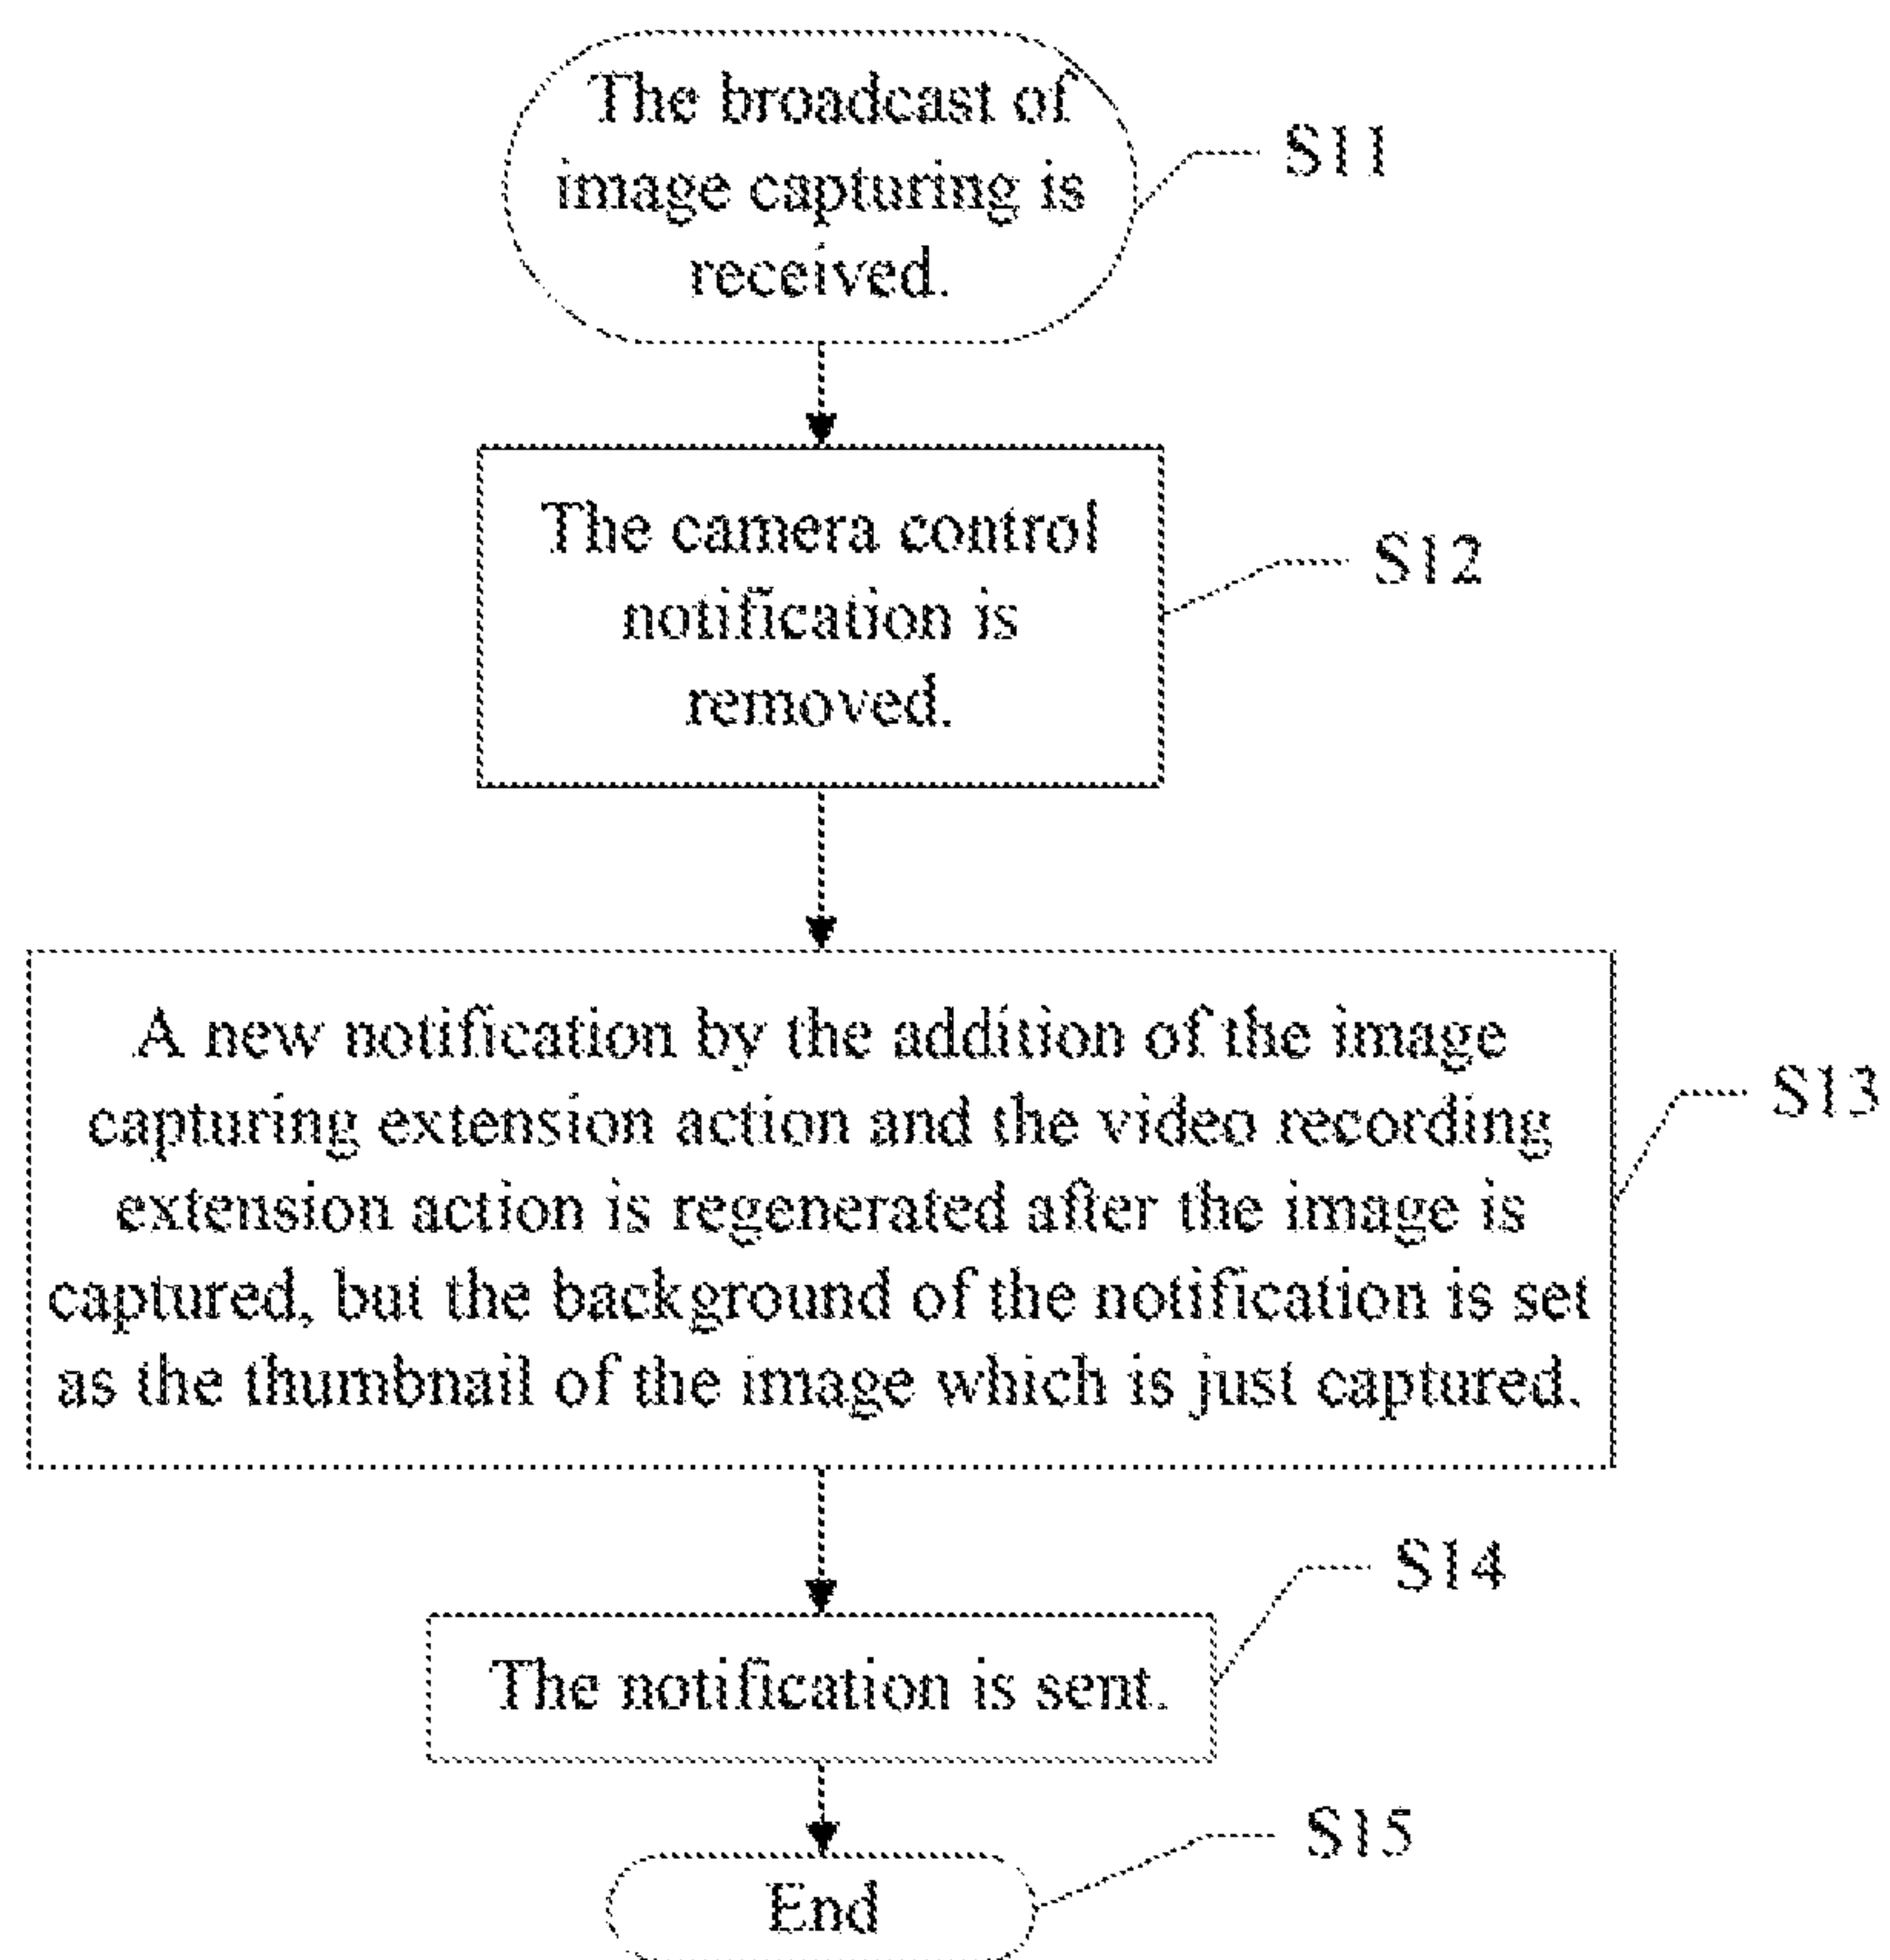 The broadcast of
image capturing is
received.
S11
The camera control
notification is
removed.
S12
A new notification by the addition of the image
capturing extension action and the video recording
extension action is regenerated after the image is
captured, but the background of the notification is set
as the thumbnail of the image which is just captured.
S13
The notification is sent.
S14
End
S15